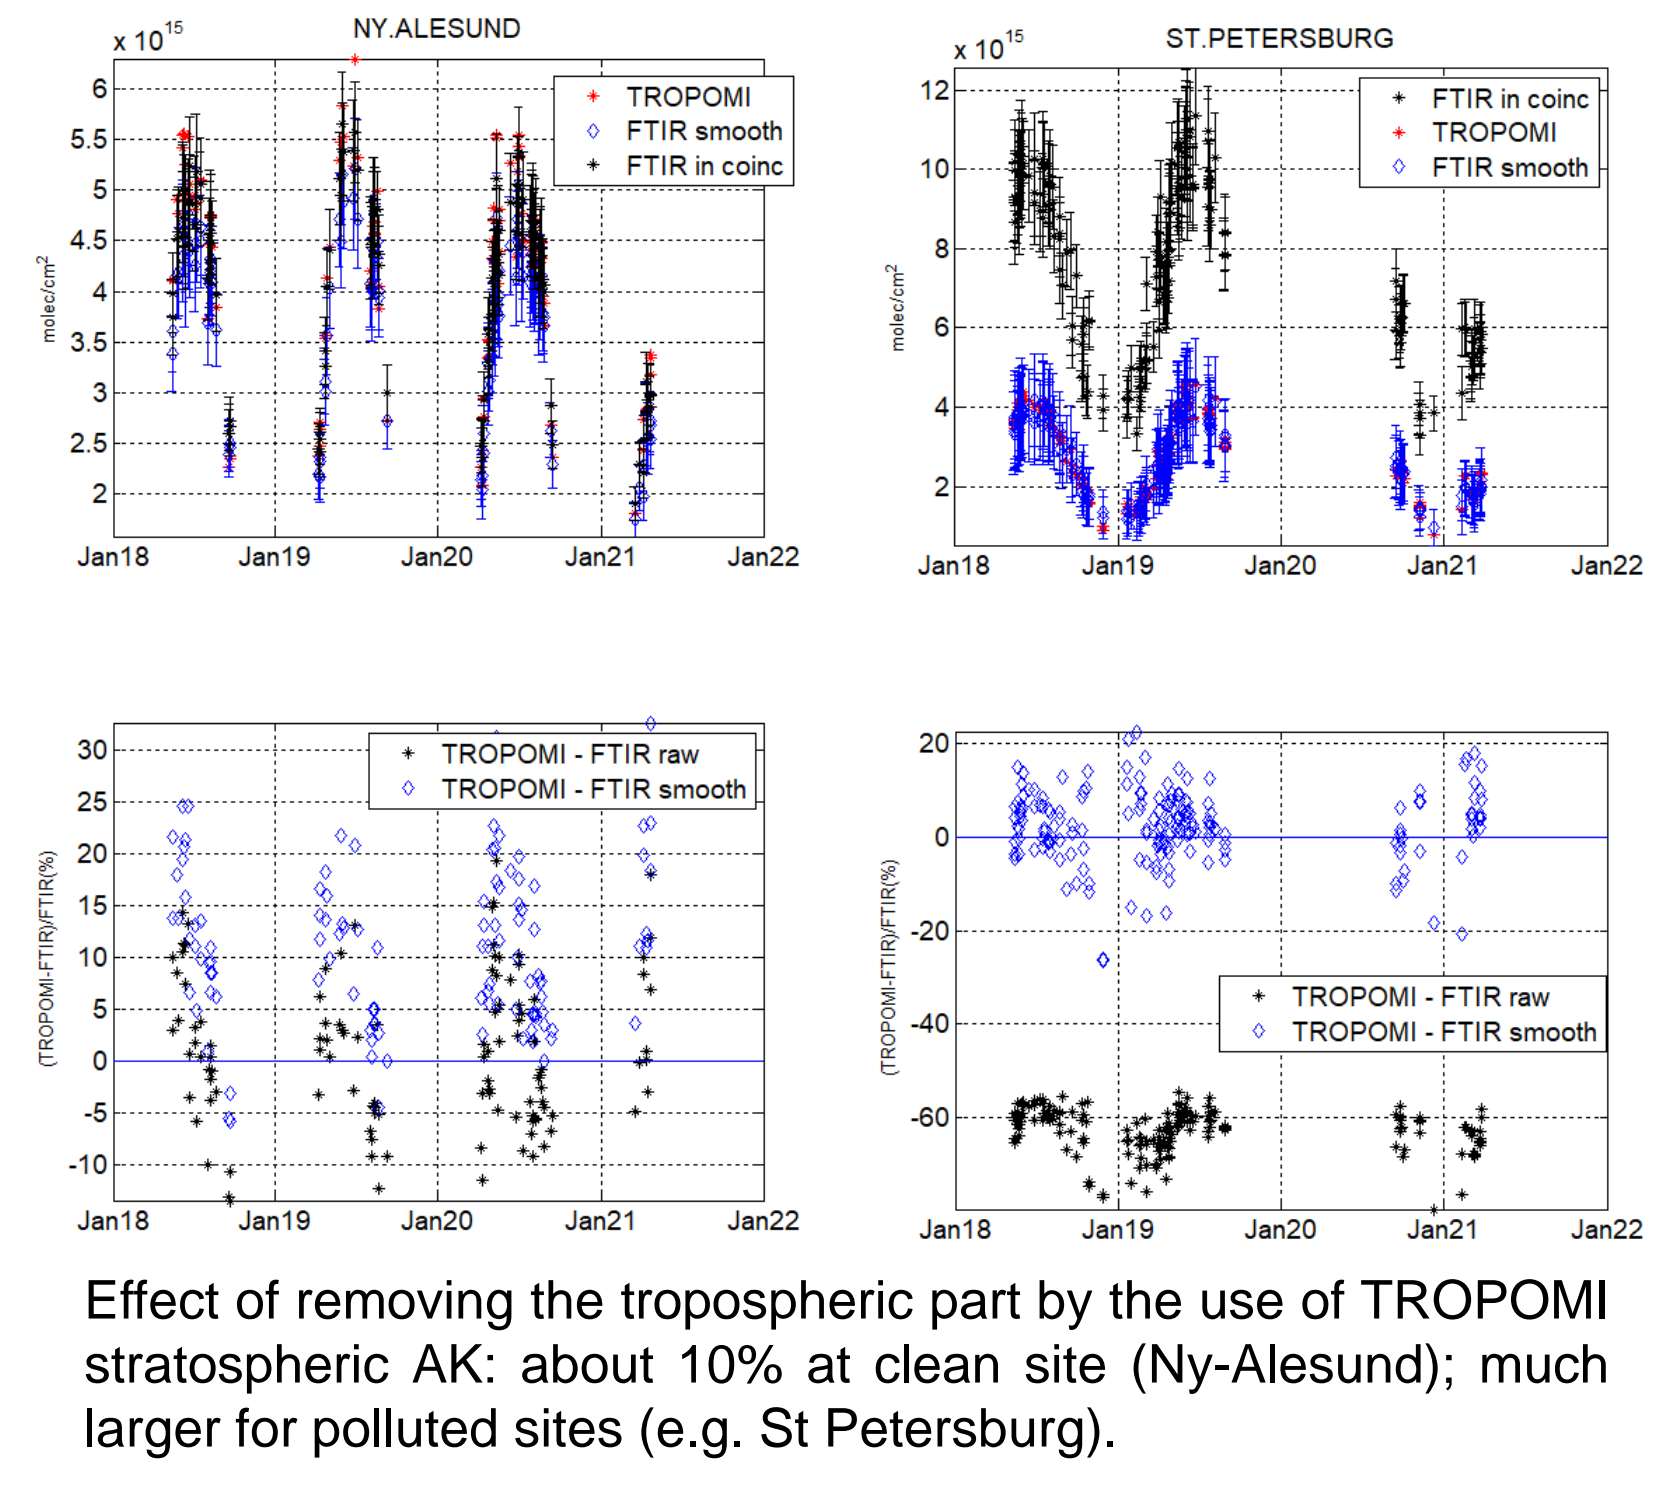 NY.ALESUND
x 10^15
6
5.5
5
4.5
4
3.5
3
2.5
2
molec/cm^2
TROPOMI
FTIR smooth
FTIR in coinc
Jan18 Jan19 Jan20 Jan21 Jan22
ST.PETERSBURG
x 10^15
12
10
8
6
4
2
molec/cm^2
FTIR in coinc
TROPOMI
FTIR smooth
Jan18 Jan19 Jan20 Jan21 Jan22
30
25
20
15
10
5
0
-5
-10
(TROPOMI-FTIR)/FTIR(%)
TROPOMI - FTIR raw
TROPOMI - FTIR smooth
Jan18 Jan19 Jan20 Jan21 Jan22
20
0
-20
-40
-60
(TROPOMI-FTIR)/FTIR(%)
TROPOMI - FTIR raw
TROPOMI - FTIR smooth
Jan18 Jan19 Jan20 Jan21 Jan22
Effect of removing the tropospheric part by the use of TROPOMI
stratospheric AK: about 10% at clean site (Ny-Alesund); much
larger for polluted sites (e.g. St Petersburg).